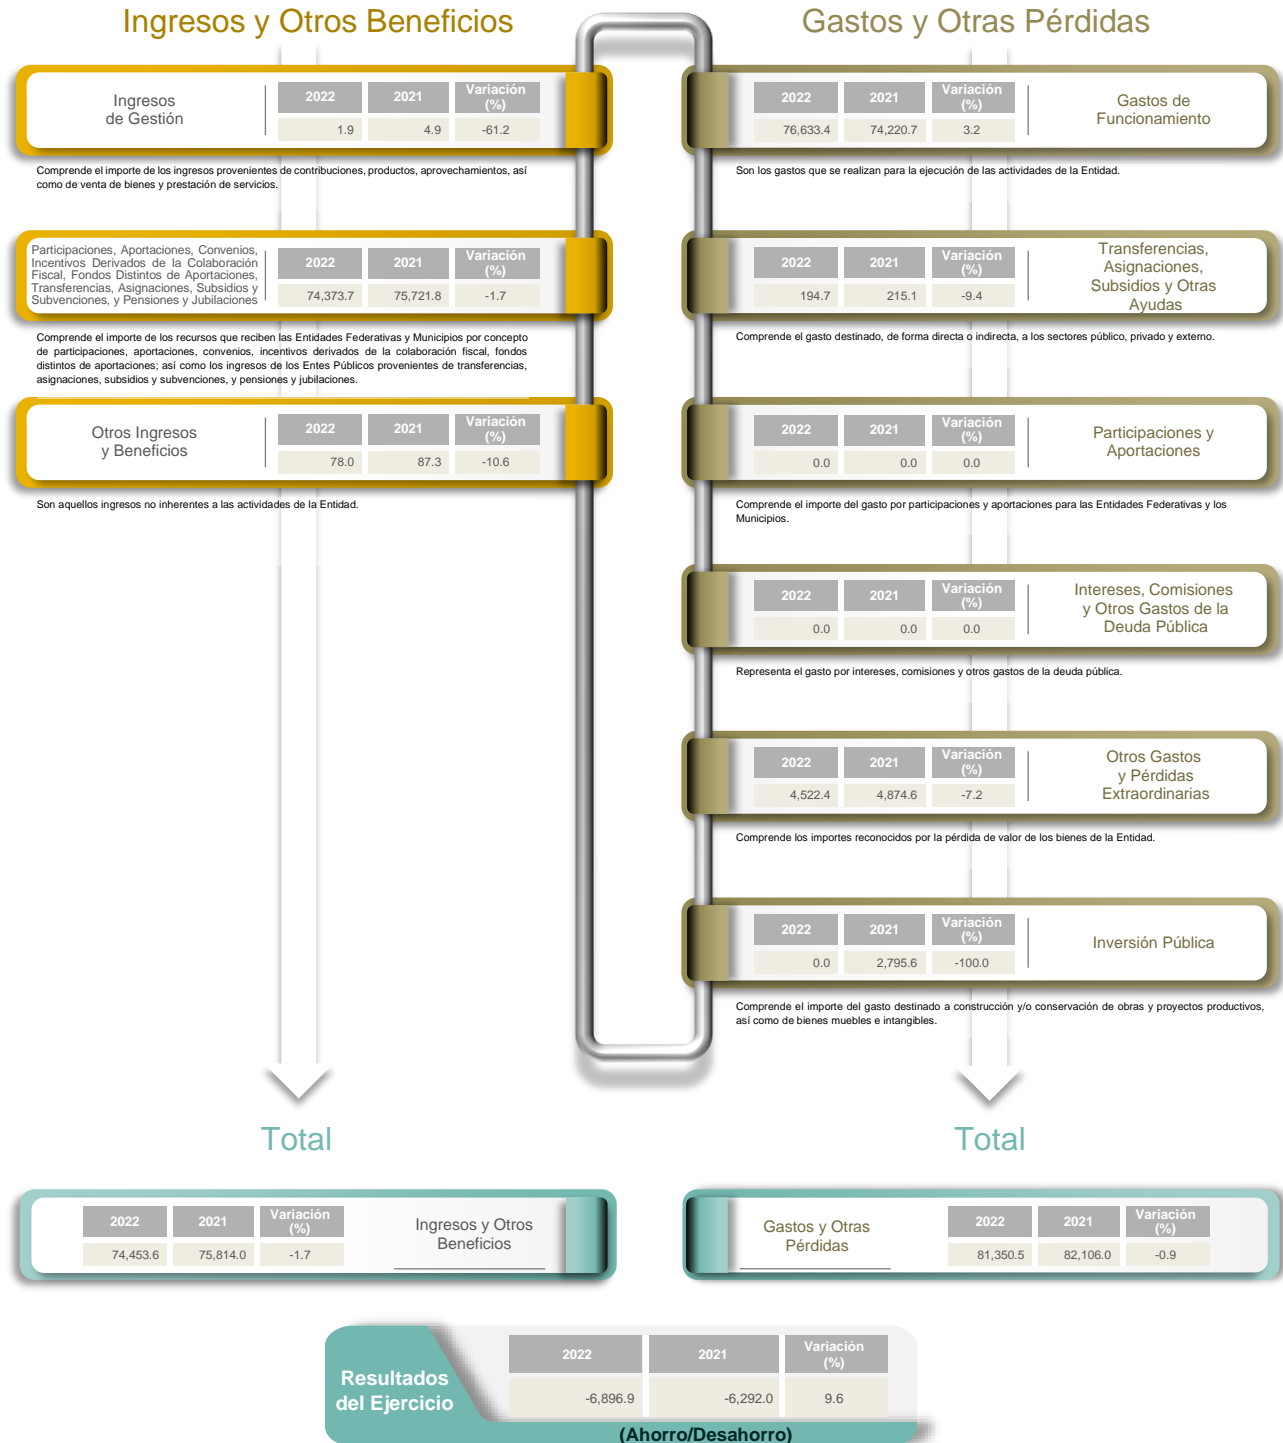 Ingresos y Otros Beneficios
Ingresos
de Gestión
2022 2021 Variación
(%)
1.9 4.9 -61.2
Comprende el importe de los ingresos provenientes de contribuciones, productos, aprovechamientos, así
como de venta de bienes y prestación de servicios.
Participaciones, Aportaciones, Convenios,
Incentivos Derivados de la Colaboración
Fiscal, Fondos Distintos de Aportaciones,
Transferencias, Asignaciones, Subsidios y
Subvenciones, y Pensiones y Jubilaciones
2022 2021 Variación
(%)
74,373.7 75,721.8 -1.7
Comprende el importe de los recursos que reciben las Entidades Federativas y Municipios por concepto
de participaciones, aportaciones, convenios, incentivos derivados de la colaboración fiscal, fondos
distintos de aportaciones; así como los ingresos de los Entes Públicos provenientes de transferencias,
asignaciones, subsidios y subvenciones, y pensiones y jubilaciones.
Otros Ingresos
y Beneficios
2022 2021 Variación
(%)
78.0 87.3 -10.6
Son aquellos ingresos no inherentes a las actividades de la Entidad.
Gastos y Otras Pérdidas
2022 2021 Variación
(%)
76,633.4 74,220.7 3.2
Gastos de
Funcionamiento
Son los gastos que se realizan para la ejecución de las actividades de la Entidad.
2022 2021 Variación
(%)
194.7 215.1 -9.4
Transferencias,
Asignaciones,
Subsidios y Otras
Ayudas
Comprende el gasto destinado, de forma directa o indirecta, a los sectores público, privado y externo.
2022 2021 Variación
(%)
0.0 0.0 0.0
Participaciones y
Aportaciones
Comprende el importe del gasto por participaciones y aportaciones para las Entidades Federativas y los
Municipios.
2022 2021 Variación
(%)
0.0 0.0 0.0
Intereses, Comisiones
y Otros Gastos de la
Deuda Pública
Representa el gasto por intereses, comisiones y otros gastos de la deuda pública.
2022 2021 Variación
(%)
4,522.4 4,874.6 -7.2
Otros Gastos
y Pérdidas
Extraordinarias
Comprende los importes reconocidos por la pérdida de valor de los bienes de la Entidad.
2022 2021 Variación
(%)
0.0 2,795.6 -100.0
Inversión Pública
Comprende el importe del gasto destinado a construcción y/o conservación de obras y proyectos productivos,
así como de bienes muebles e intangibles.
Total
2022 2021 Variación
(%)
74,453.6 75,814.0 -1.7
Ingresos y Otros
Beneficios
Total
Gastos y Otras
Pérdidas
2022 2021 Variación
(%)
81,350.5 82,106.0 -0.9
Resultados
del Ejercicio
2022 2021 Variación
(%)
-6,896.9 -6,292.0 9.6
(Ahorro/Desahorro)